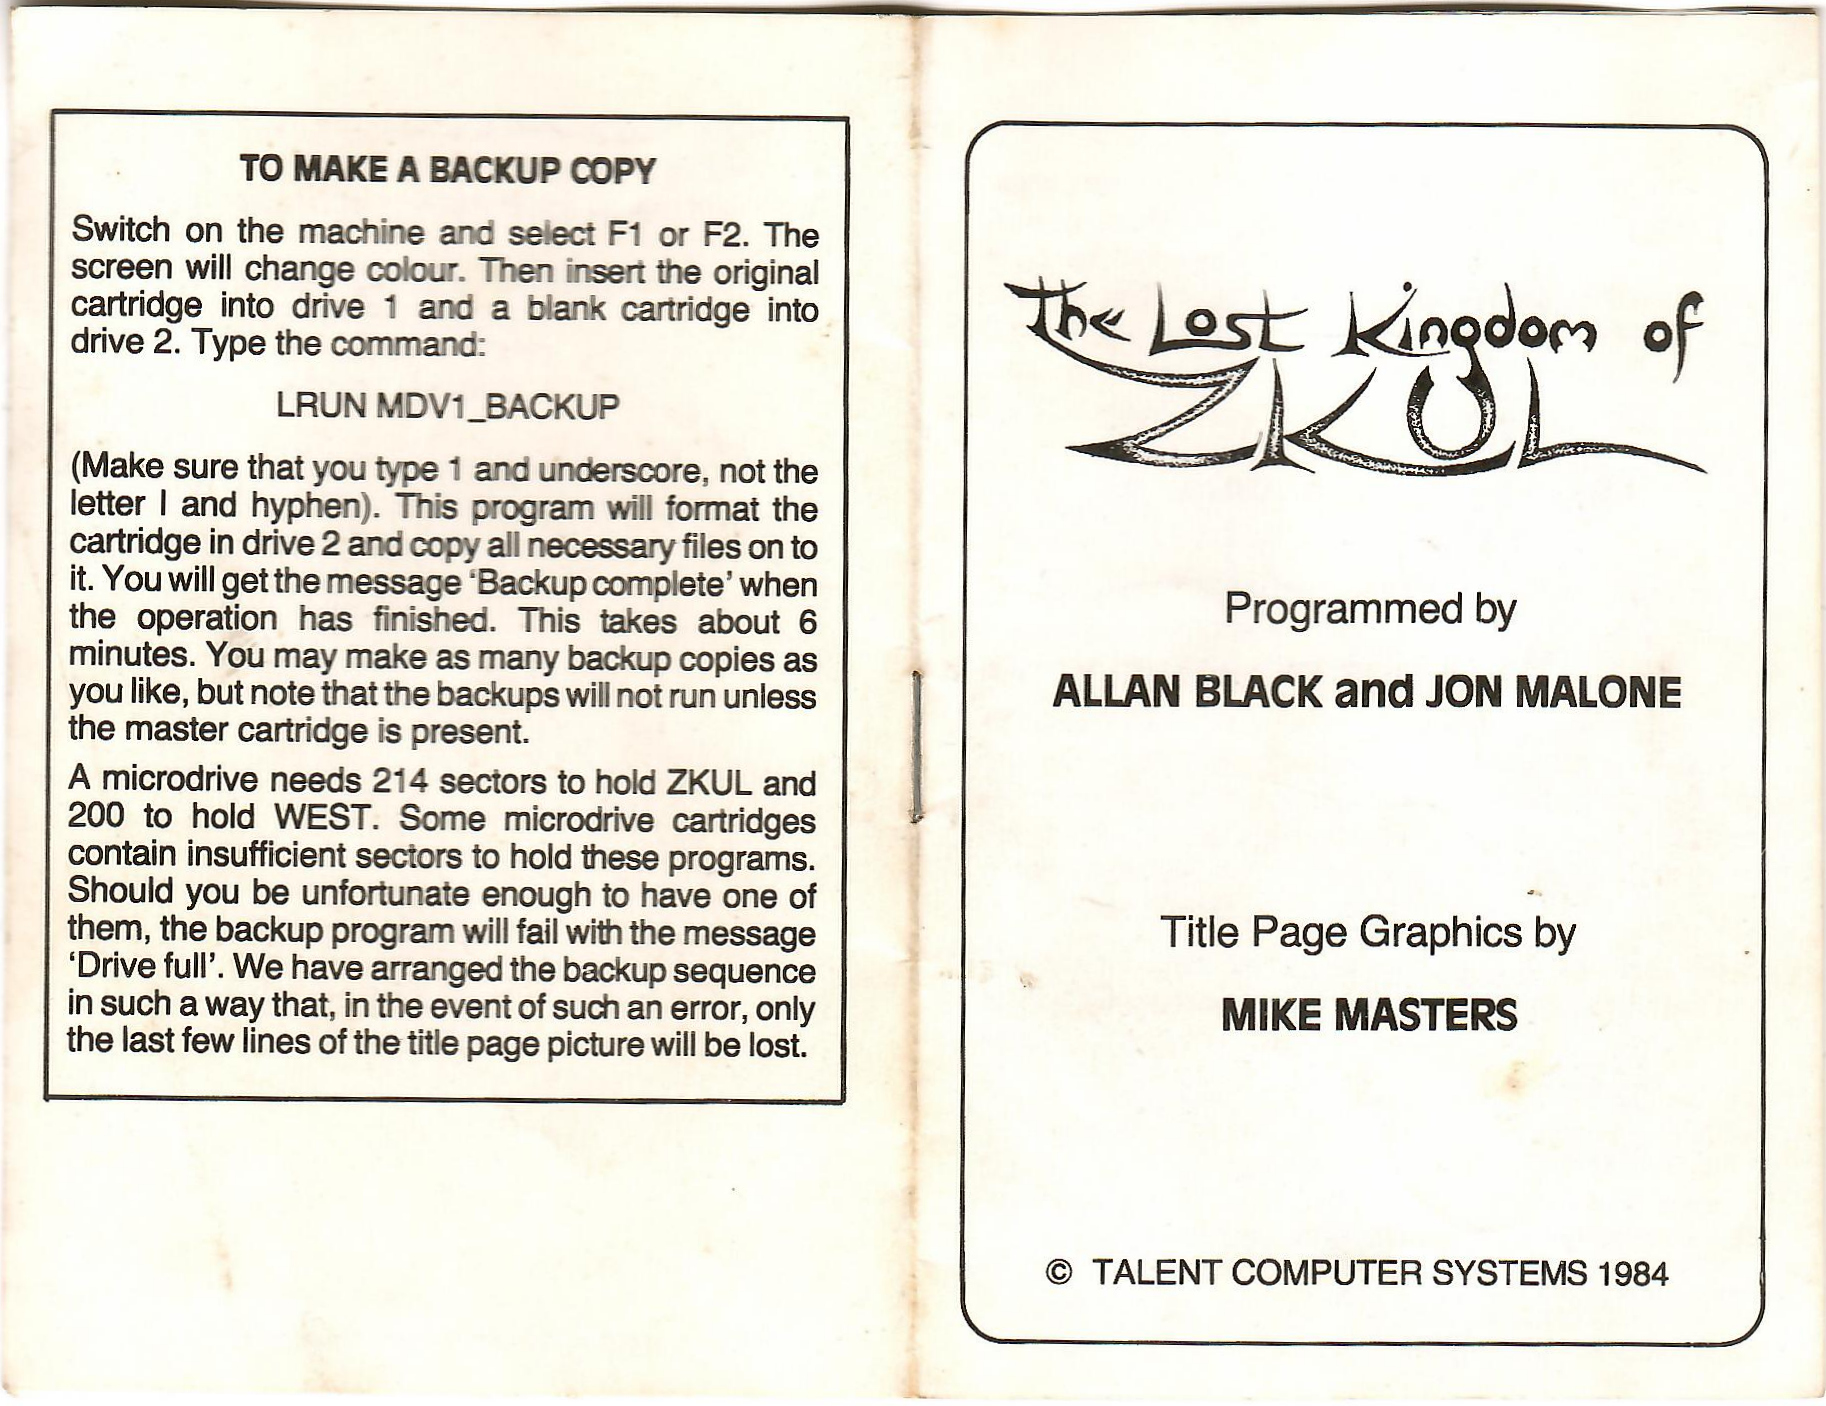 TO MAKE A BACKUP COPY
Switch on the machine and select F1 or F2. The
screen will change colour. Then insert the original
cartridge into drive 1 and a blank cartridge into
drive 2. Type the command:
LRUN MDV1_BACKUP
(Make sure that you type 1 and underscore, not the
letter l and hyphen). This program will format the
cartridge in drive 2 and copy all necessary files on to
it. You will get the message ‘Backup complete’ when
the operation has finished. This takes about 6
minutes. You may make as many backup copies as
you like, but note that the backups will not run unless
the master cartridge is present.
A microdrive needs 214 sectors to hold ZKUL and
200 to hold WEST. Some microdrive cartridges
contain insufficient sectors to hold these programs.
Should you be unfortunate enough to have one of
them, the backup program will fail with the message
‘Drive full’. We have arranged the backup sequence
in such a way that, in the event of such an error, only
the last few lines of the title page picture will be lost.
The Lost Kingdom of
ZKUL
Programmed by
ALLAN BLACK and JON MALONE
Title Page Graphics by
MIKE MASTERS
© TALENT COMPUTER SYSTEMS 1984